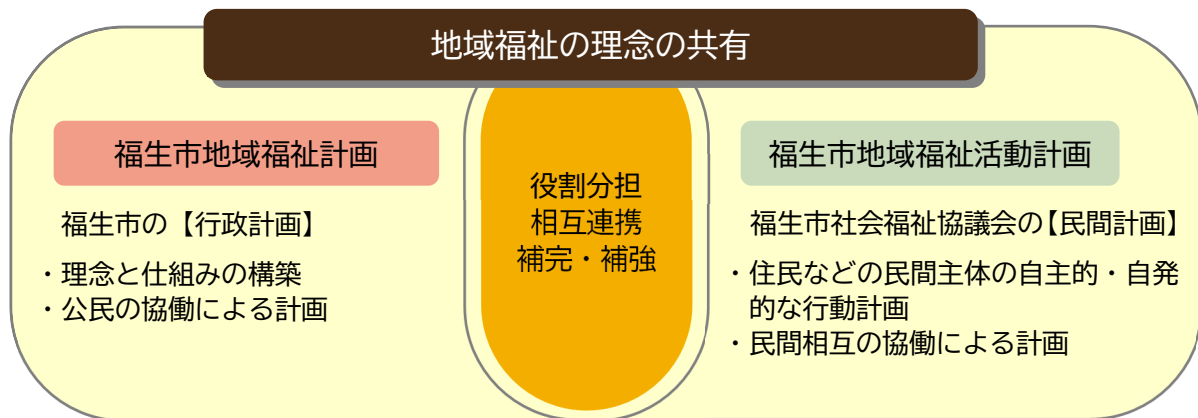 地域福祉の理念の共有
福生市地域福祉計画
福生市の【行政計画】
・理念と仕組みの構築
・公民の協働による計画
役割分担
相互連携
補完・補強
福生市地域福祉活動計画
福生市社会福祉協議会の【民間計画】
・住民などの民間主体の自主的・自発
的な行動計画
・民間相互の協働による計画